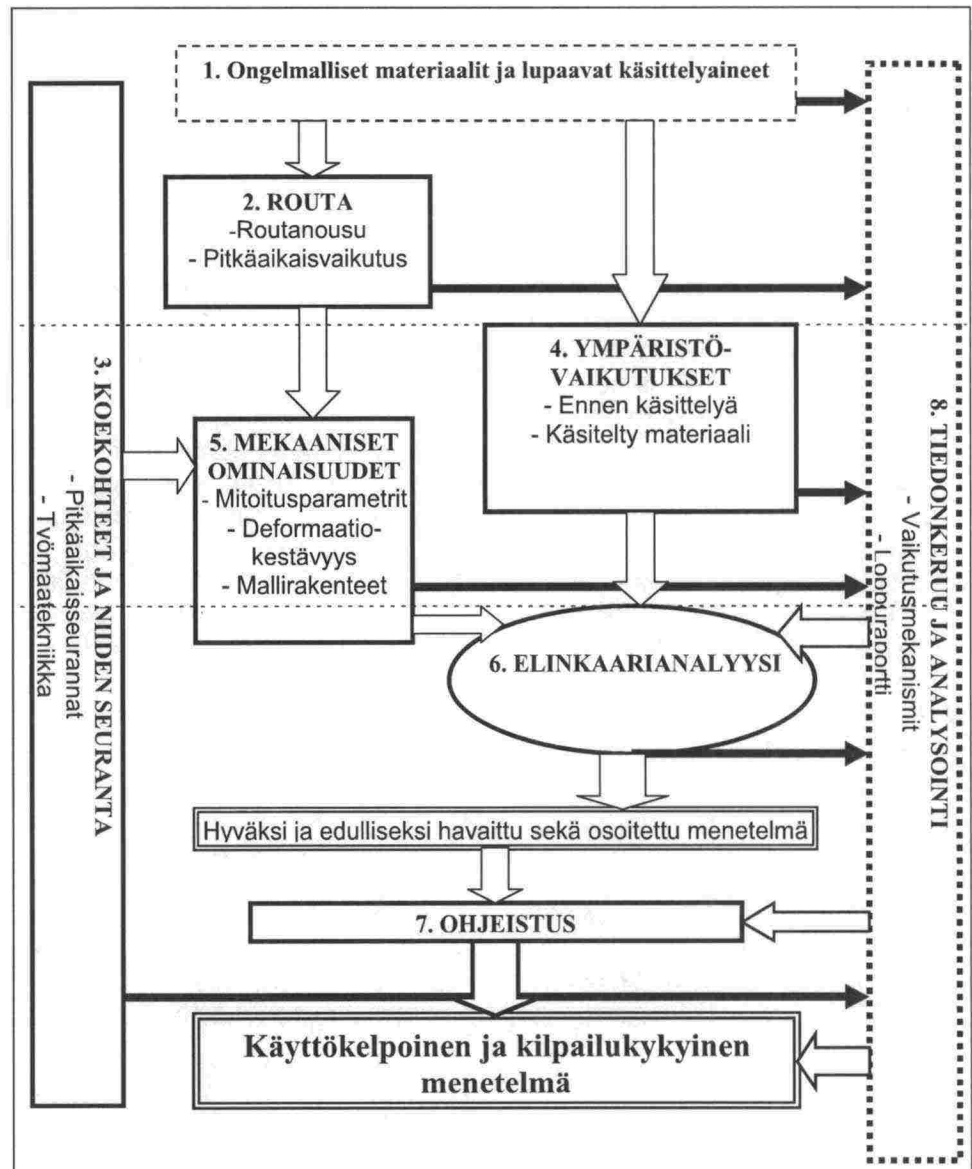 1. Ongelmalliset materiaalit ja lupaavat käsittelyaineet
2. ROUTA
-Routanousu
- Pitkäaikaisvaikutus
3. KOEKOHTEET JA NIIDEN SEURANTA
- Pitkäaikaisseurannat
- Työmaatekniikka
4. YMPÄRISTÖ-
VAIKUTUKSET
- Ennen käsittelyä
- Käsitelty materiaali
5. MEKAANISET
OMINAISUUDET
- Mitoitusparametrit
- Deformaatio-
kestävyys
- Mallirakenteet
6. ELINKAARIANALYYSI
Hyväksi ja edulliseksi havaittu sekä osoitettu menetelmä
7. OHJEISTUS
Käyttökelpoinen ja kilpailukykyinen
menetelmä
8. TIEDONKERUU JA ANALYSOINTI
- Vaikutusmekanismit
- Loppuraportti